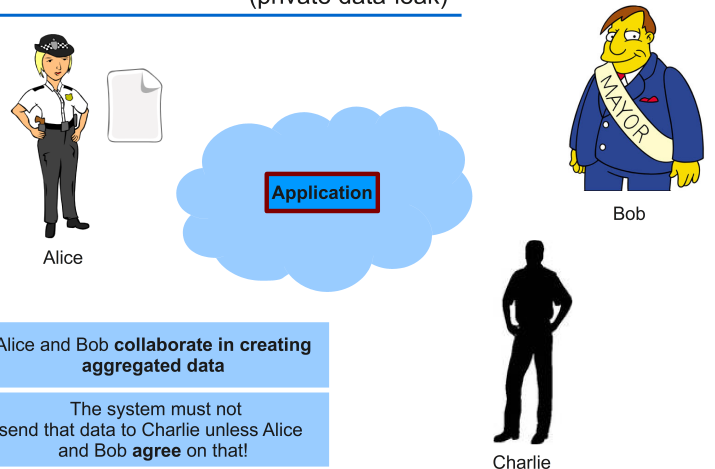 (private data leak)
MAYOR
Application
Bob
Alice
Alice and Bob collaborate in creating
aggregated data
The system must not
send that data to Charlie unless Alice
and Bob agree on that!
Charlie